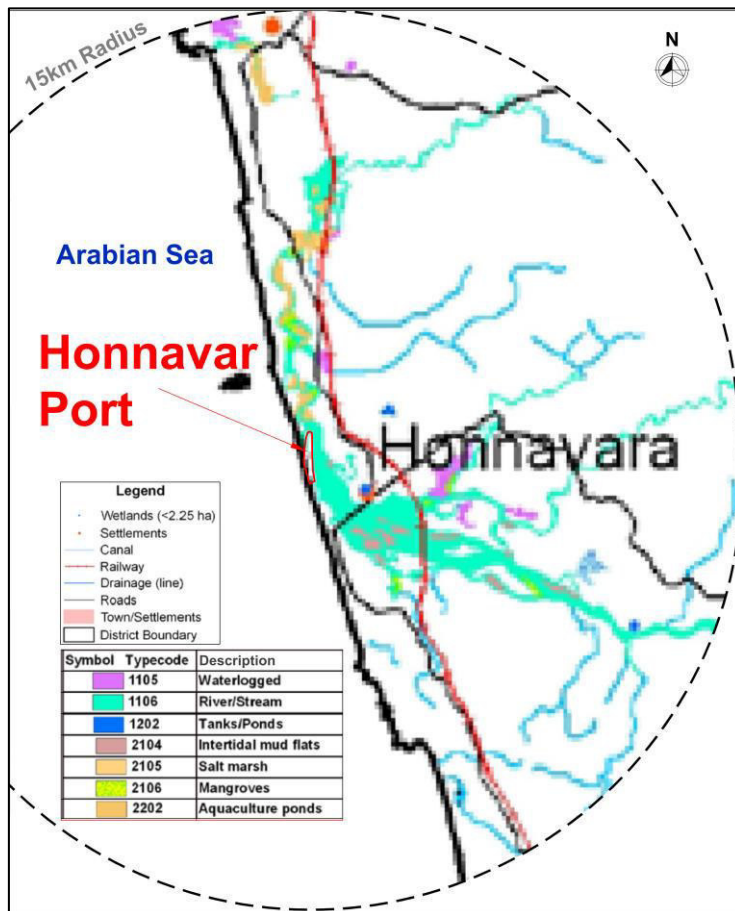 15km Radius
N
Arabian Sea
Honnavar
Port
Honnavara
Legend
Wetlands (<2.25 ha)
Settlements
Canal
Railway
Drainage (line)
Roads
Town/Settlements
District Boundary
Symbol Typecode Description
1105 Waterlogged
1106 River/Stream
1202 Tanks/Ponds
2104 Intertidal mud flats
2105 Salt marsh
2106 Mangroves
2202 Aquaculture ponds